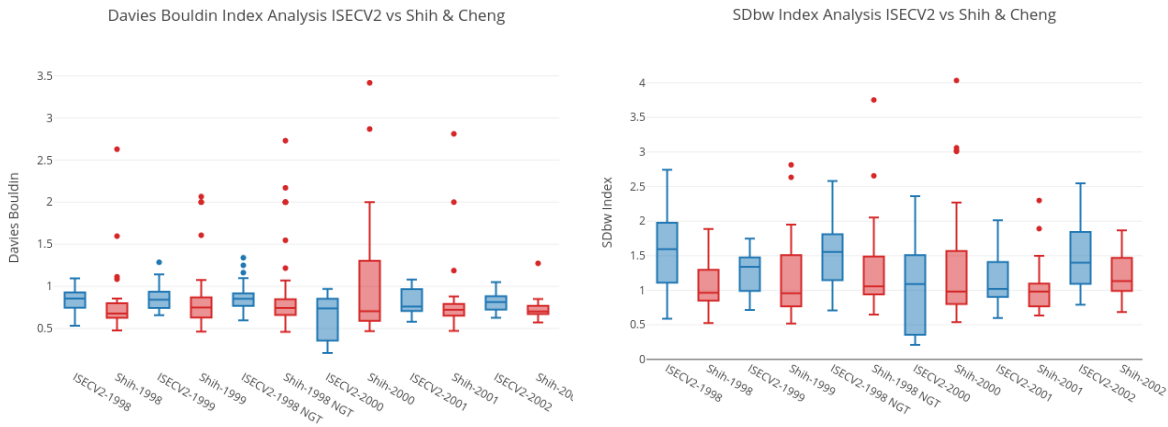 Davies Bouldin Index Analysis ISECV2 vs Shih & Cheng
Davies Bouldin
3.5
3
2.5
2
1.5
1
0.5
ISECV2-1998
Shih-1998
ISECV2-1999
Shih-1999
ISECV2-1998 NGT
Shih-1998 NGT
ISECV2-2000
Shih-2000
ISECV2-2001
Shih-2001
ISECV2-2002
Shih-20
SDbw Index Analysis ISECV2 vs Shih & Cheng
SDbw Index
4
3.5
3
2.5
2
1.5
1
0.5
0
ISECV2-1998
Shih-1998
ISECV2-1999
Shih-1999
ISECV2-1998 NGT
Shih-1998 NGT
ISECV2-2000
Shih-2000
ISECV2-2001
Shih-2001
ISECV2-2002
Shih-2002